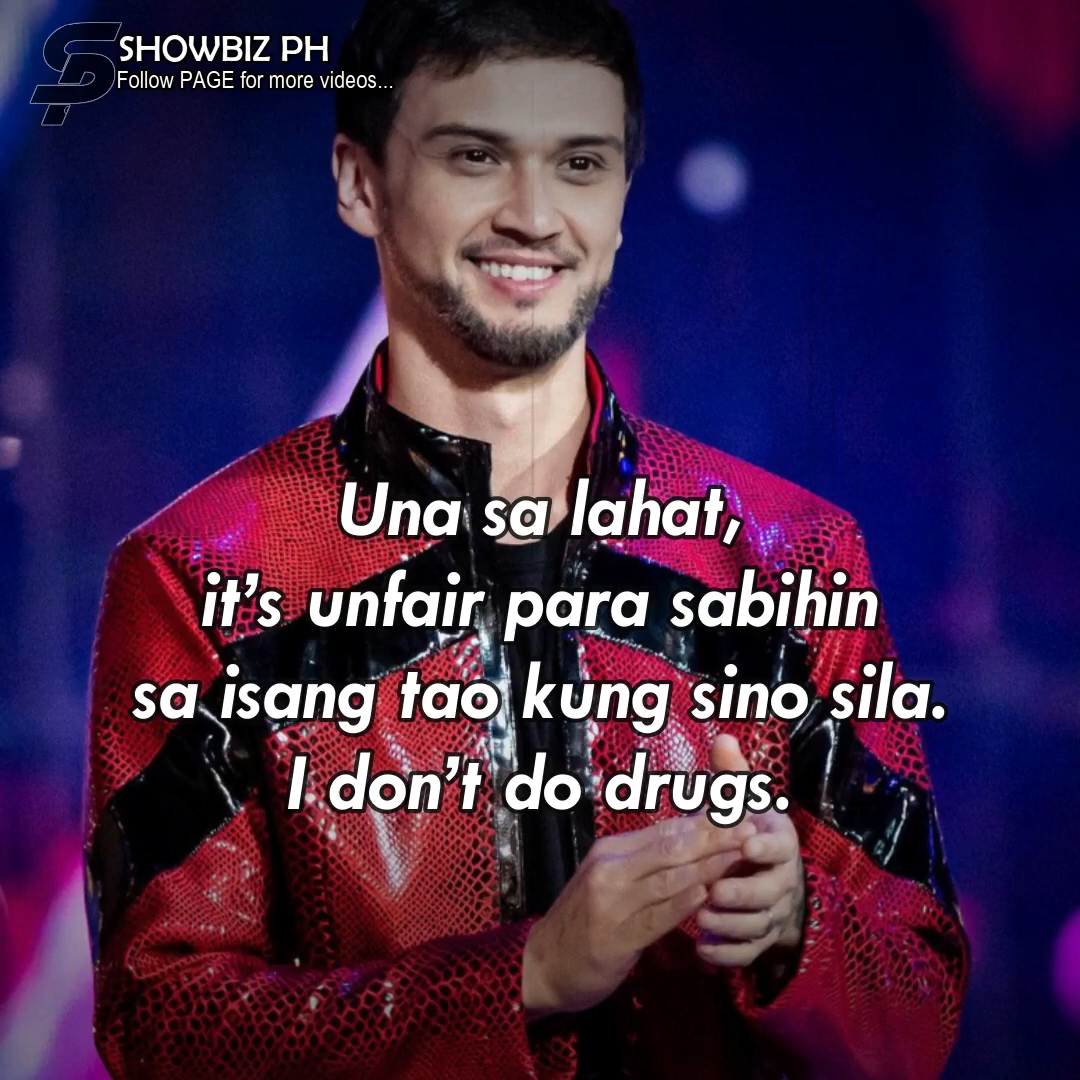 SHOWBIZ PH
Follow PAGE for more videos...
Una sa lahat,
it's unfair para sabihin
sa isang tao kung sino sila.
I don't do drugs.